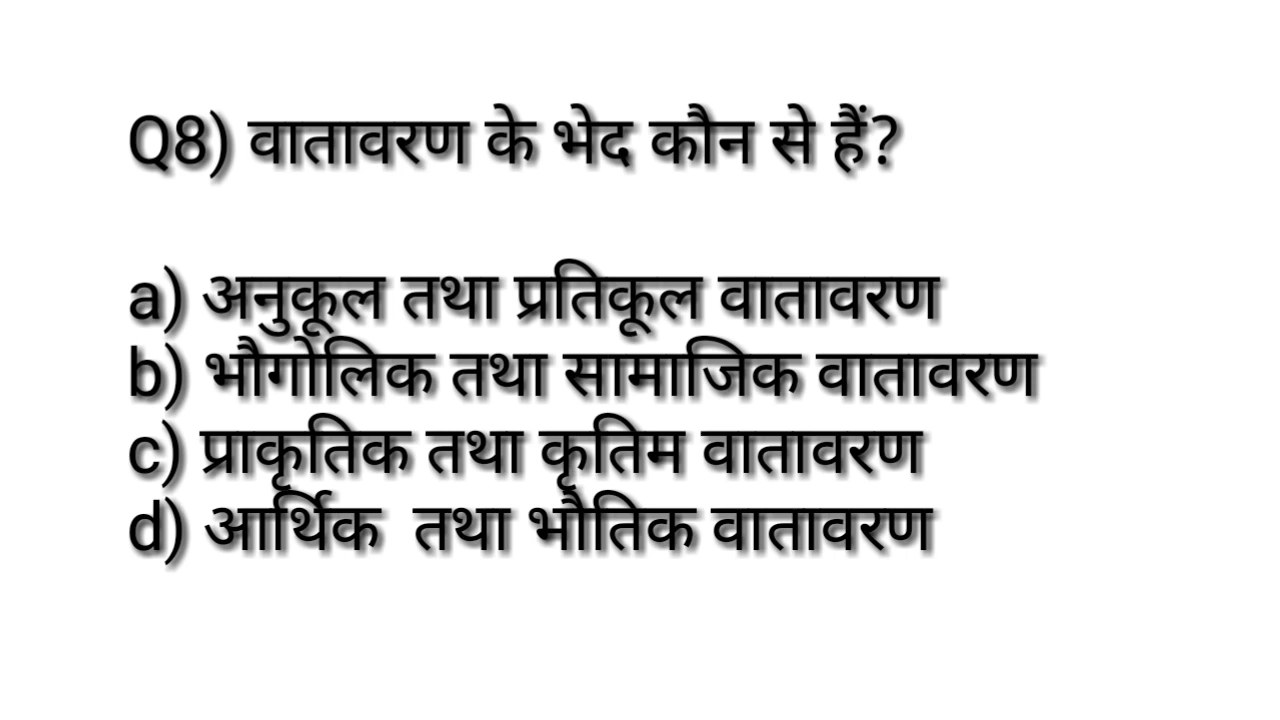 Q8) वातावरण के भेद कौन से हैं?
a) अनुकूल तथा प्रतिकूल वातावरण
b) भौगोलिक तथा सामाजिक वातावरण
c) प्राकृतिक तथा कृतिम वातावरण
d) आर्थिक तथा भौतिक वातावरण